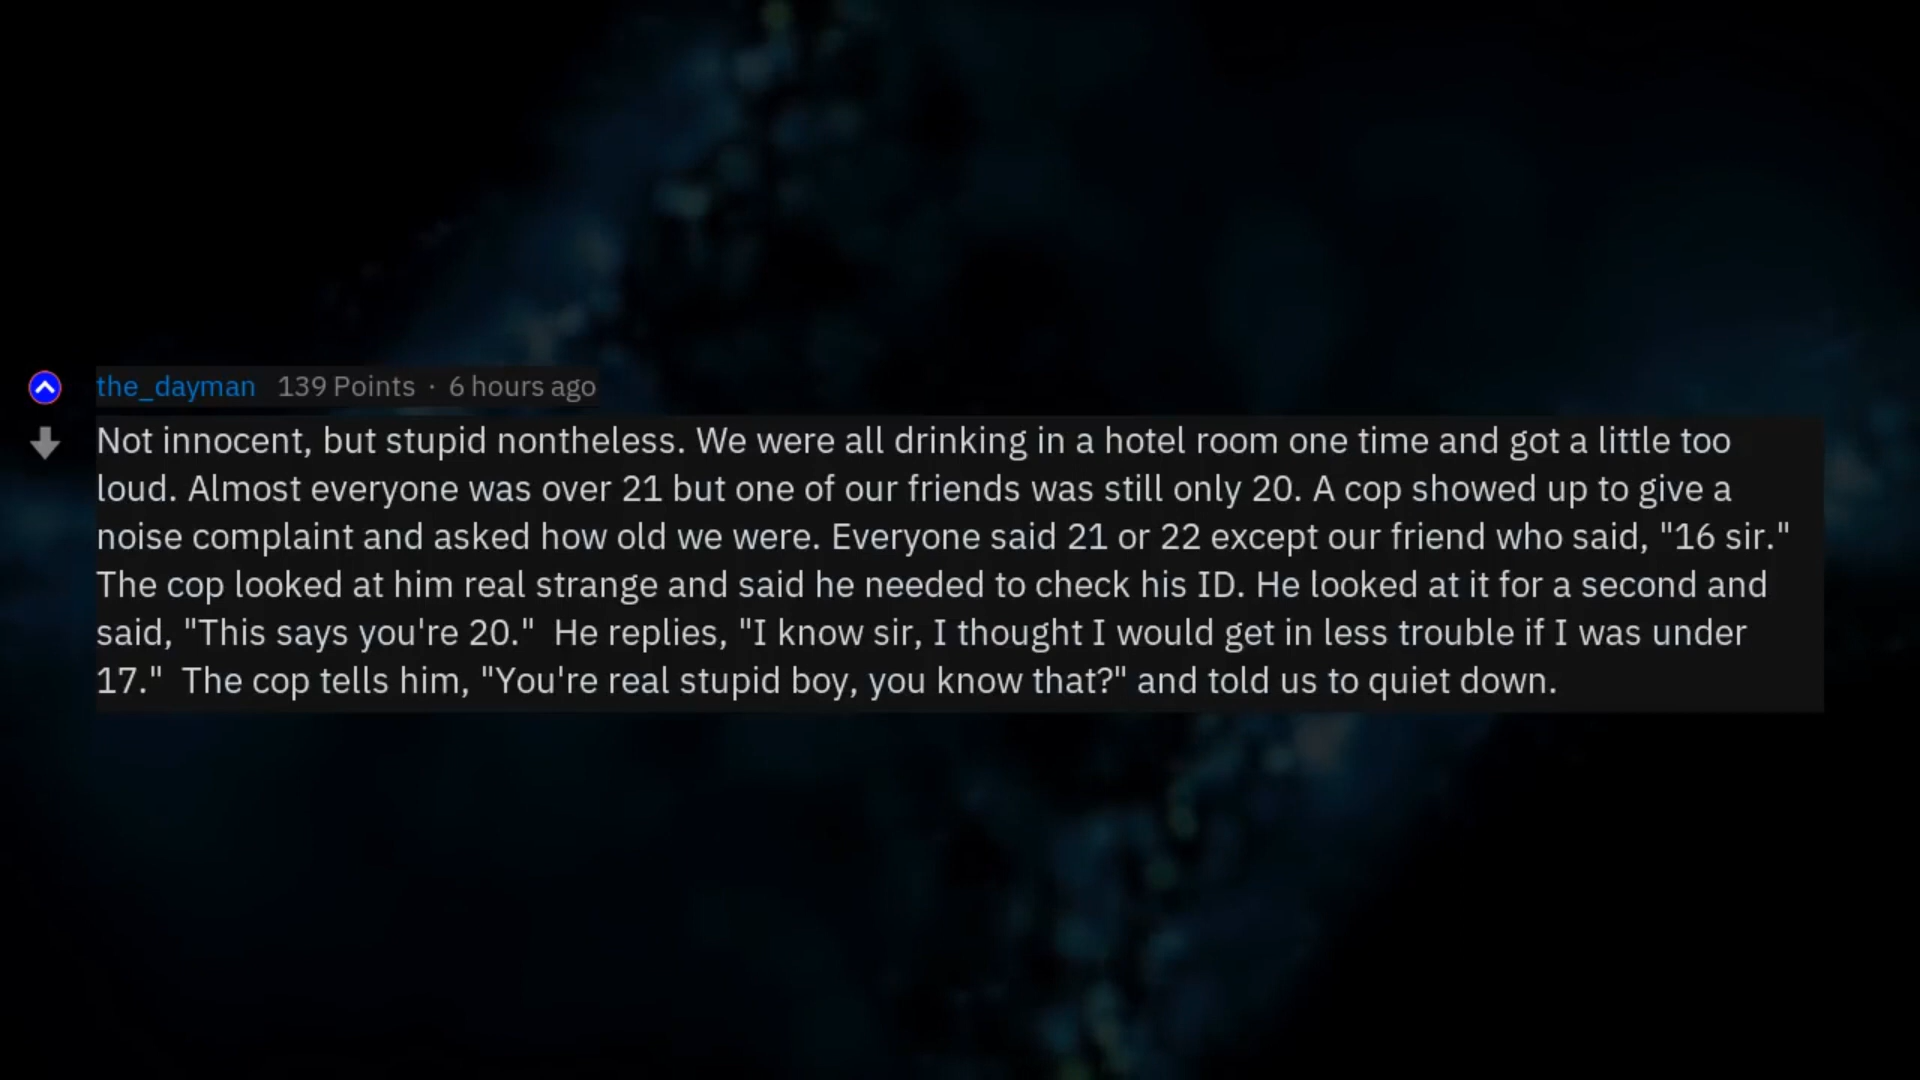 the_dayman 139 Points · 6 hours ago
Not innocent, but stupid nontheless. We were all drinking in a hotel room one time and got a little too
loud. Almost everyone was over 21 but one of our friends was still only 20. A cop showed up to give a
noise complaint and asked how old we were. Everyone said 21 or 22 except our friend who said, "16 sir."
The cop looked at him real strange and said he needed to check his ID. He looked at it for a second and
said, "This says you're 20."  He replies, "I know sir, I thought I would get in less trouble if I was under
17."  The cop tells him, "You're real stupid boy, you know that?" and told us to quiet down.